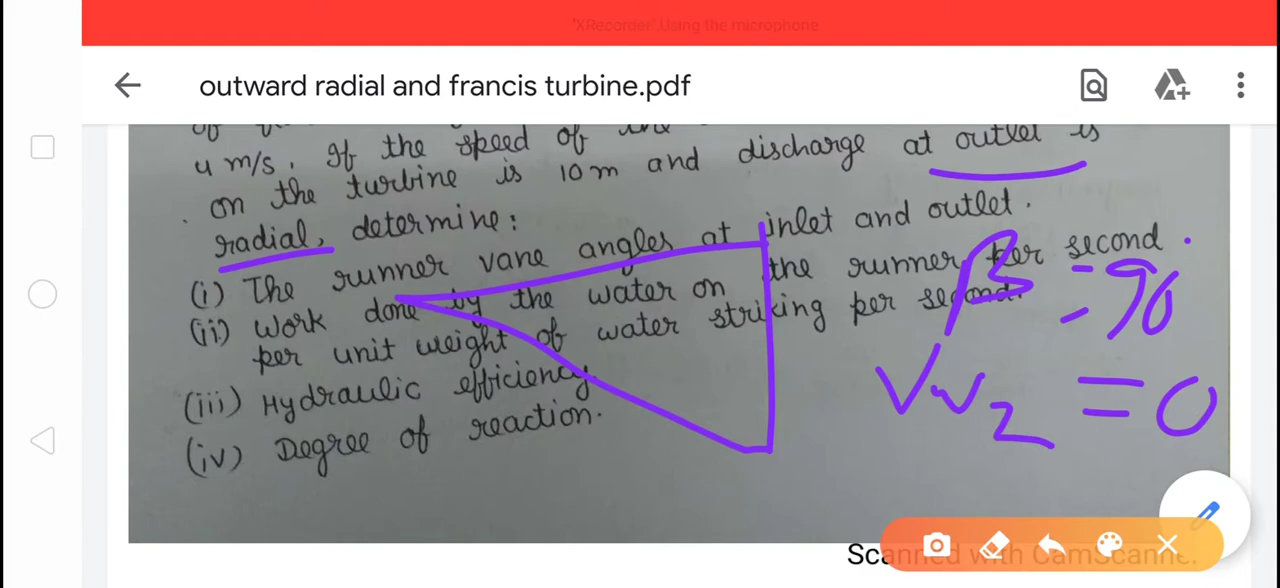 'XRecorder' Using the microphone
outward radial and francis turbine.pdf
4 m/s. If the speed of the
on the turbine is 10m and discharge at outlet is
radial, determine:
(i) The runner vane angles at inlet and outlet.
(ii) Work done by the water on the runner per second
per unit weight of water striking per second.
(iii) Hydraulic efficiency
(iv) Degree of reaction.
β = 90
Vw2 = 0
Scanned with CamScanne